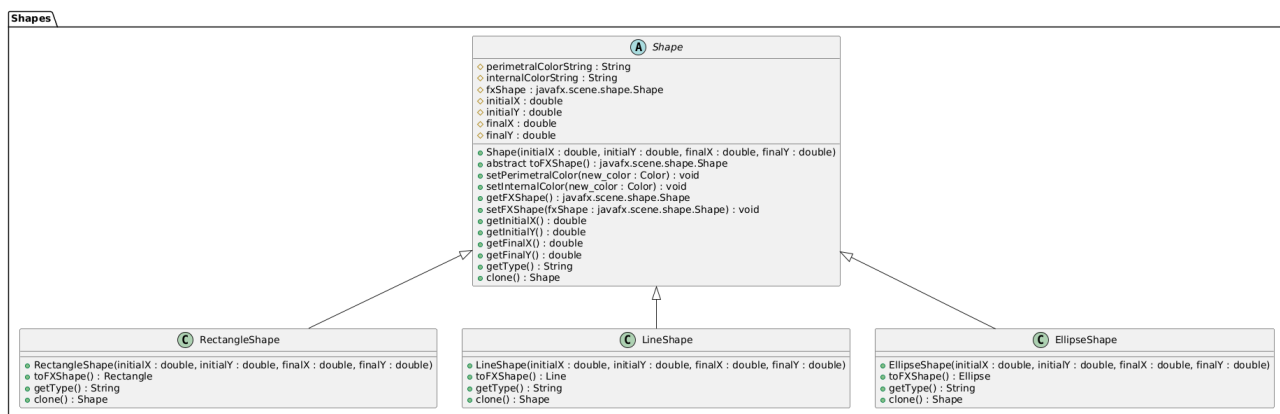 Shapes
A Shape
perimetralColorString : String
internalColorString : String
fxShape : javafx.scene.shape.Shape
initialX : double
initialY : double
finalX : double
finalY : double
Shape(initialX : double, initialY : double, finalX : double, finalY : double)
abstract toFXShape() : javafx.scene.shape.Shape
setPerimetralColor(new_color : Color) : void
setInternalColor(new_color : Color) : void
getFXShape() : javafx.scene.shape.Shape
setFXShape(fxShape : javafx.scene.shape.Shape) : void
getInitialX() : double
getInitialY() : double
getFinalX() : double
getFinalY() : double
getType() : String
clone() : Shape
C RectangleShape
RectangleShape(initialX : double, initialY : double, finalX : double, finalY : double)
toFXShape() : Rectangle
getType() : String
clone() : Shape
C LineShape
LineShape(initialX : double, initialY : double, finalX : double, finalY : double)
toFXShape() : Line
getType() : String
clone() : Shape
C EllipseShape
EllipseShape(initialX : double, initialY : double, finalX : double, finalY : double)
toFXShape() : Ellipse
getType() : String
clone() : Shape